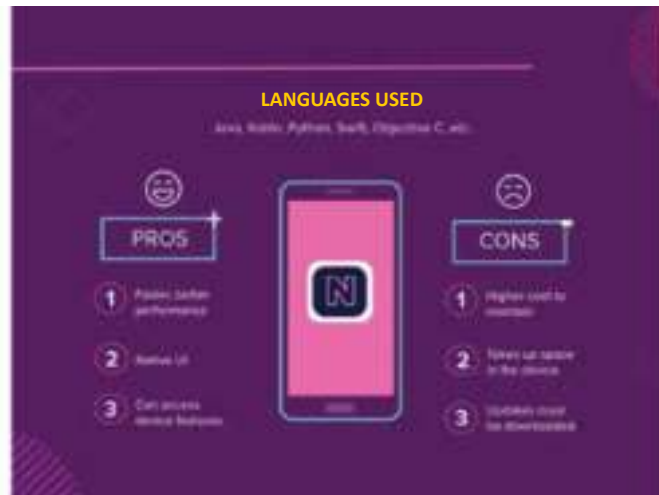 LANGUAGES USED
Java, Kotlin, Python, Swift, Objective C, etc.
PROS
CONS
N
1 Faster, better
performance
2 Native UI
3 Can access
device features
1 Higher cost to
maintain
2 Takes up space
in the device
3 Updates must
be downloaded